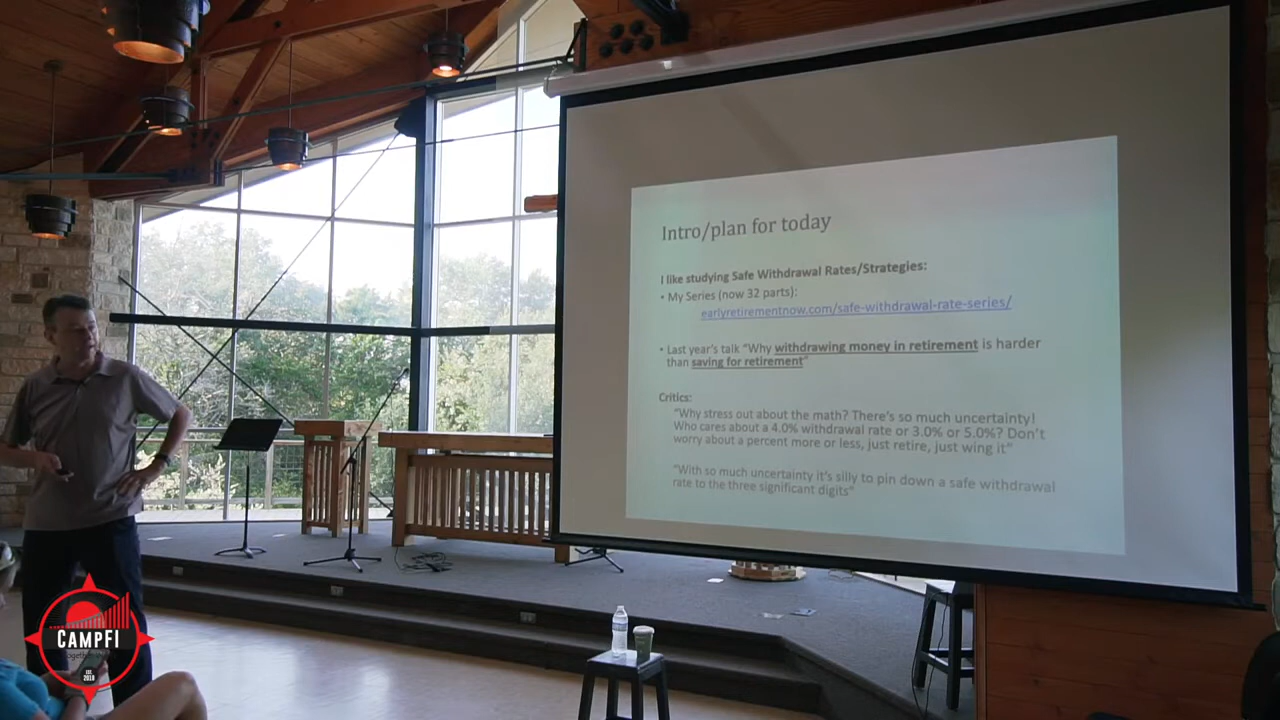 Intro/plan for today
I like studying Safe Withdrawal Rates/Strategies:
• My Series (now 32 parts):
earlyretirementnow.com/safe-withdrawal-rate-series/
• Last year's talk "Why withdrawing money in retirement is harder
than saving for retirement"
Critics:
"Why stress out about the math? There's so much uncertainty!
Who cares about a 4.0% withdrawal rate or 3.0% or 5.0%? Don't
worry about a percent more or less, just retire, just wing it"
"With so much uncertainty it's silly to pin down a safe withdrawal
rate to the three significant digits"
CAMPFI
EST.